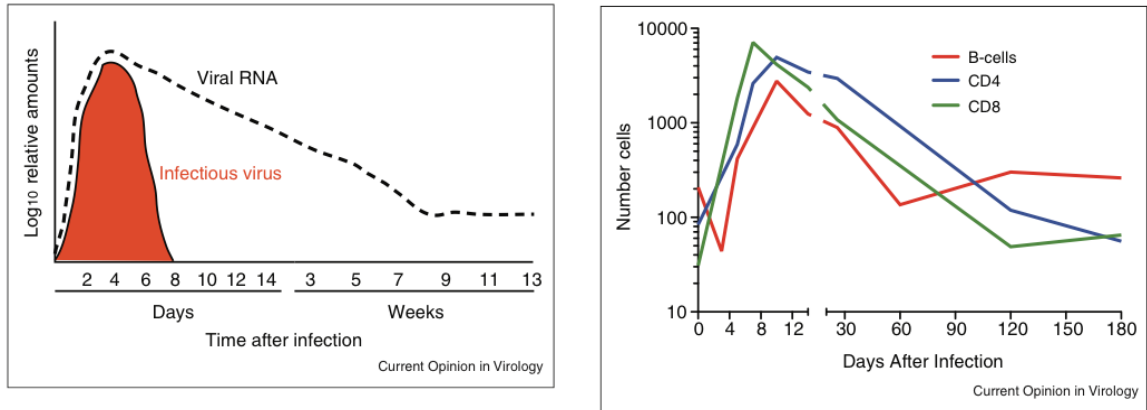 Log10 relative amounts
Viral RNA
Infectious virus
2 4 6 8 10 12 14 3 5 7 9 11 13
Days Weeks
Time after infection
Current Opinion in Virology
10000
1000
100
10
Number cells
B-cells
CD4
CD8
0 4 8 12 30 60 90 120 150 180
Days After Infection
Current Opinion in Virology